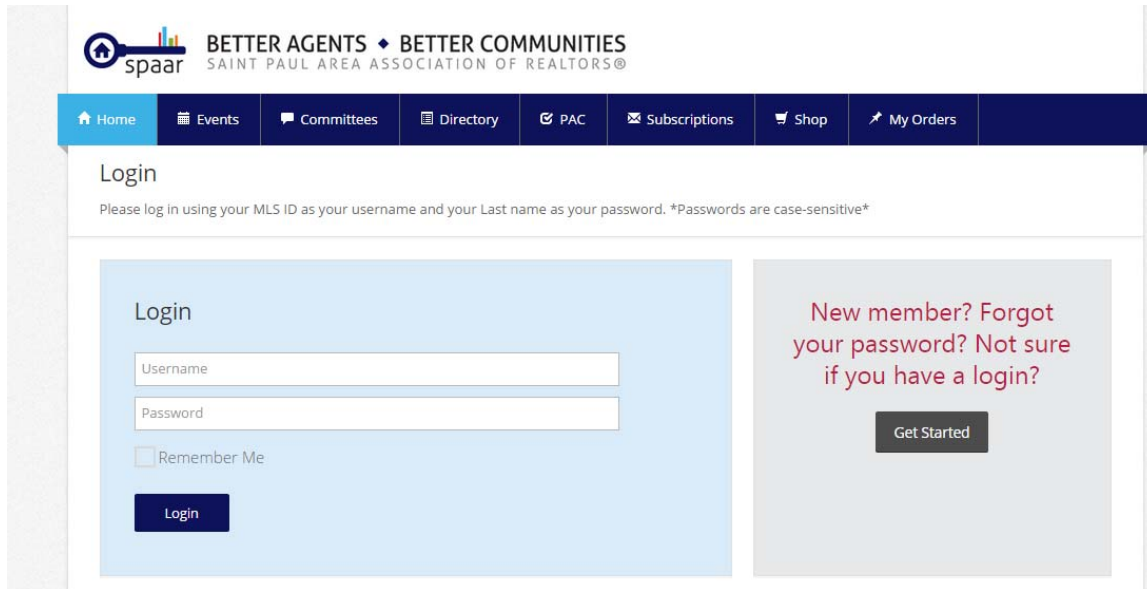 spaar
BETTER AGENTS ◆ BETTER COMMUNITIES
SAINT PAUL AREA ASSOCIATION OF REALTORS®
Home Events Committees Directory PAC Subscriptions Shop My Orders
Login
Please log in using your MLS ID as your username and your Last name as your password. *Passwords are case-sensitive*
Login
Username
Password
Remember Me
Login
New member? Forgot
your password? Not sure
if you have a login?
Get Started